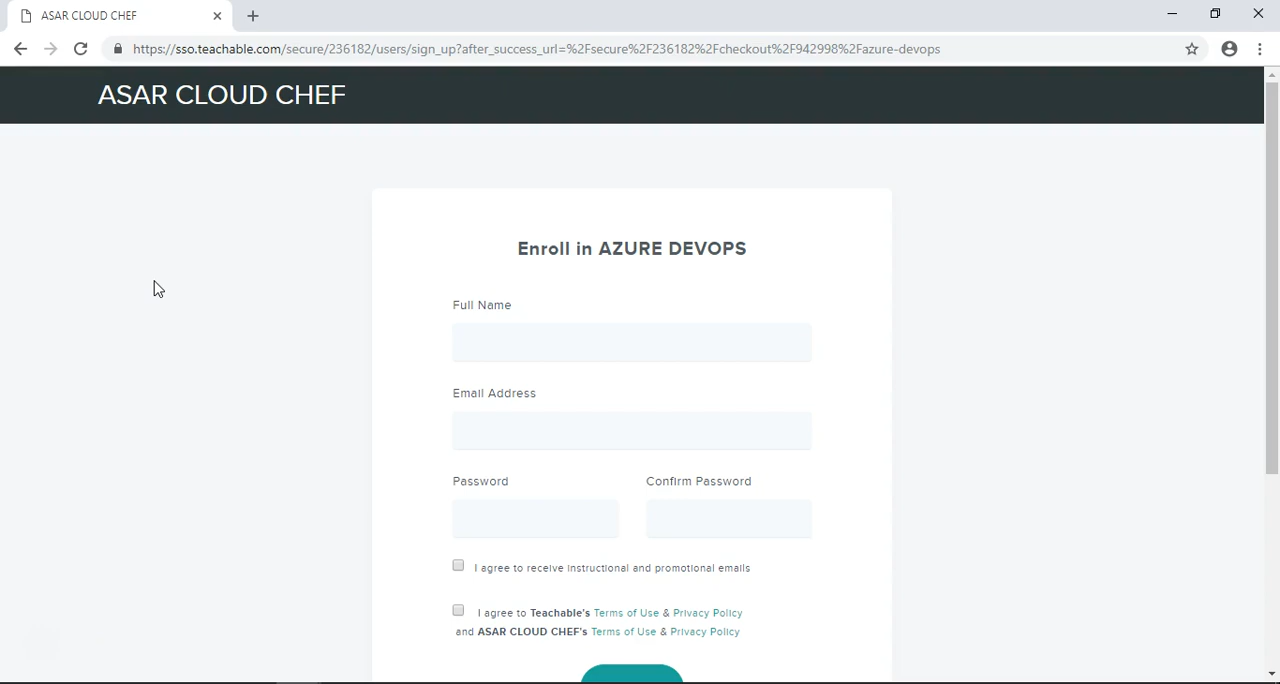 ASAR CLOUD CHEF
https://sso.teachable.com/secure/236182/users/sign_up?after_success_url=%2Fsecure%2F236182%2Fcheckout%2F942998%2Fazure-devops
ASAR CLOUD CHEF
Enroll in AZURE DEVOPS
Full Name
Email Address
Password Confirm Password
I agree to receive instructional and promotional emails
I agree to Teachable's Terms of Use & Privacy Policy
and ASAR CLOUD CHEF's Terms of Use & Privacy Policy